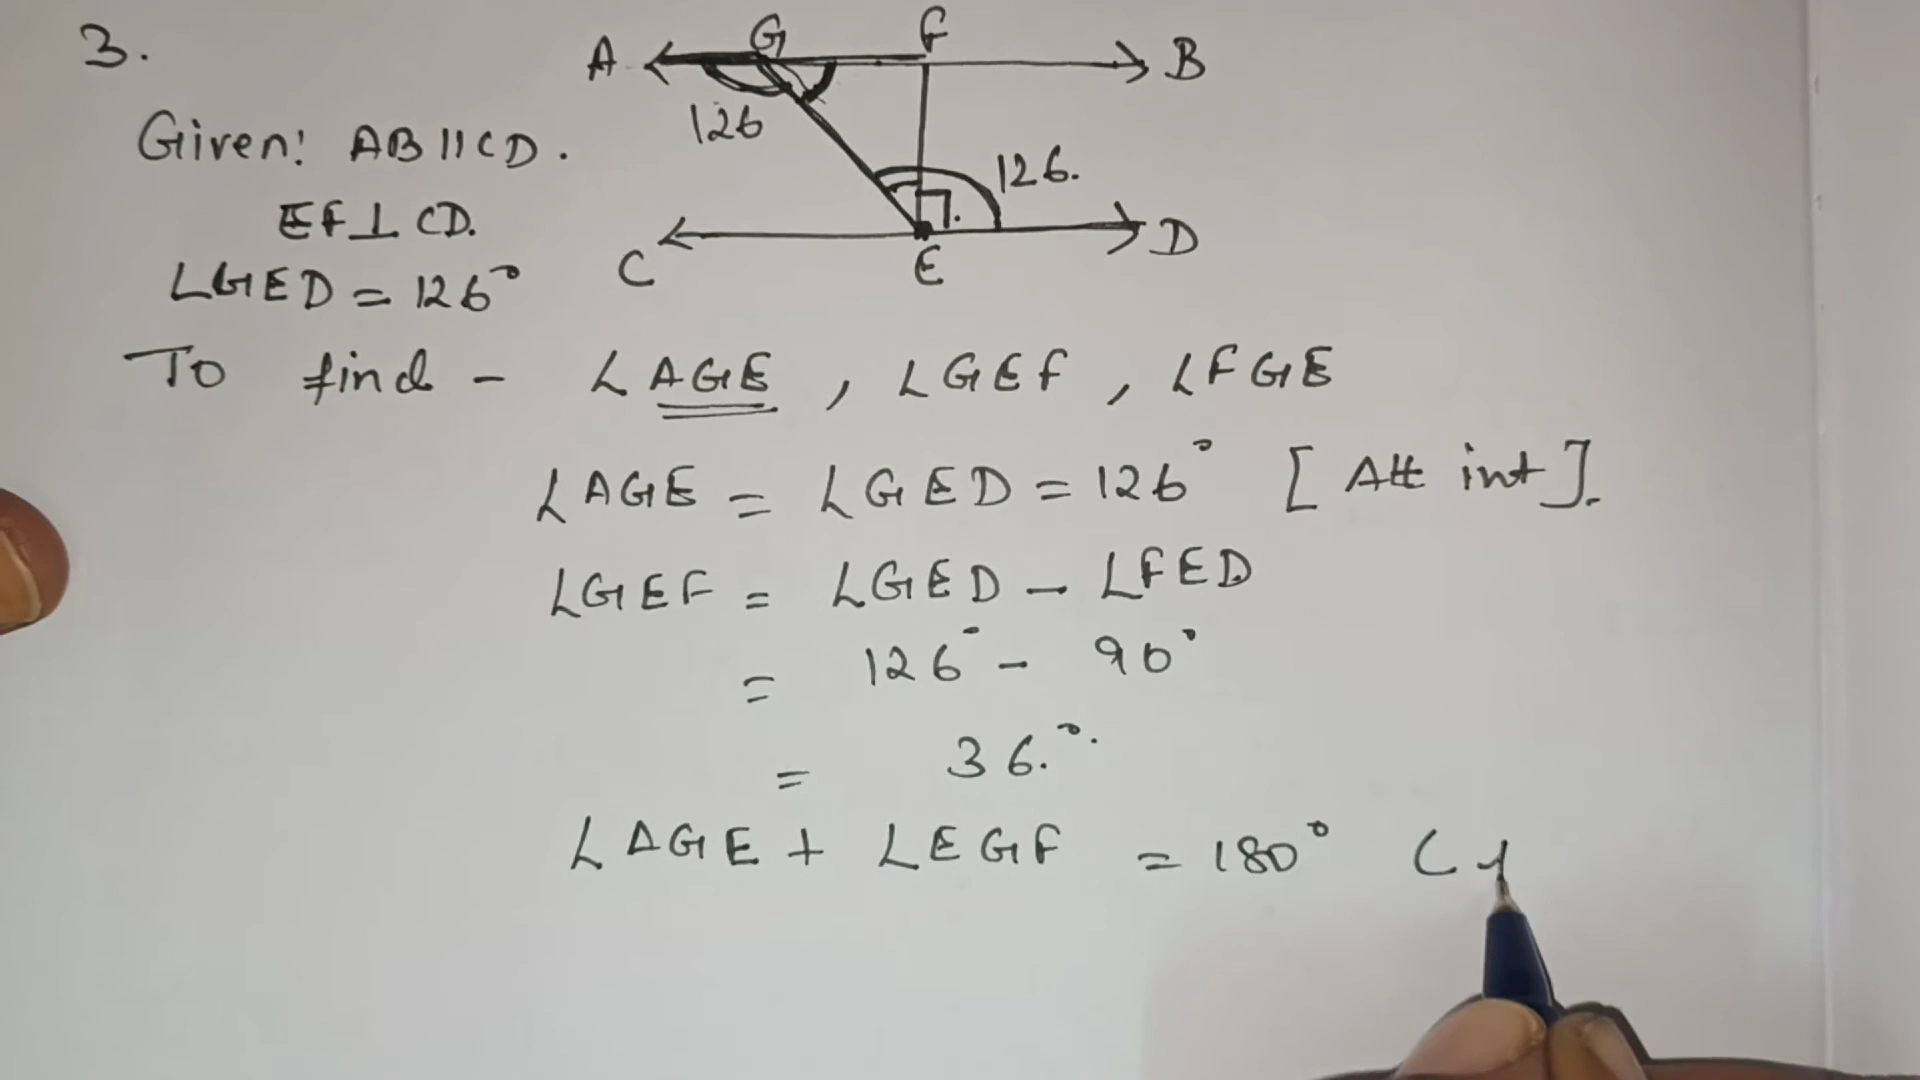 3.
G F
A B
126
Given! AB || CD.
126.
EF ⊥ CD.
C E D
∠GED = 126°
To find - ∠AGE, ∠GEF, ∠FGE
∠AGE = ∠GED = 126° [Alt int].
∠GEF = ∠GED - ∠FED
= 126° - 90°
= 36.°.
∠AGE + ∠EGF = 180° (